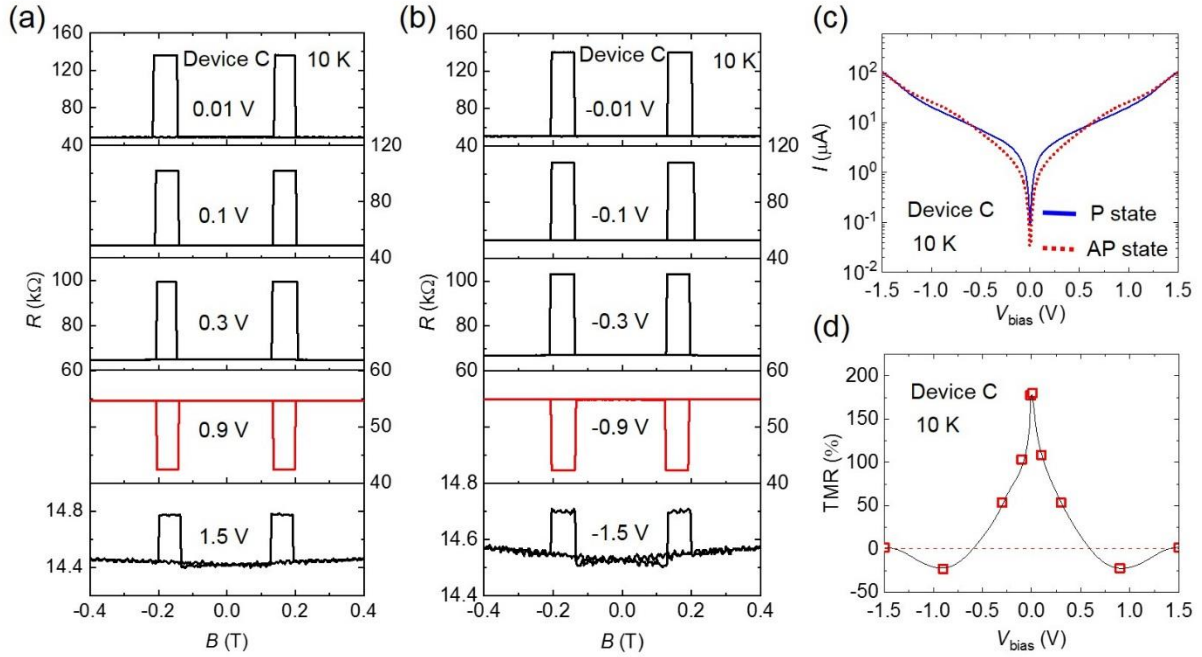 (a)
160
120
80
40
Device C 10 K
0.01 V
120
80
40
0.1 V
100
80
60
0.3 V
R (kΩ)
60
50
40
0.9 V
14.8
14.4
1.5 V
-0.4 -0.2 0.0 0.2 0.4
B (T)
(b)
160
120
80
40
Device C 10 K
-0.01 V
120
80
40
-0.1 V
100
80
60
-0.3 V
R (kΩ)
60
50
40
-0.9 V
14.8
14.6
14.4
-1.5 V
-0.4 -0.2 0.0 0.2 0.4
B (T)
(c)
10²
10¹
10⁰
10⁻¹
10⁻²
I (μA)
Device C
10 K
P state
AP state
-1.5 -1.0 -0.5 0.0 0.5 1.0 1.5
Vbias (V)
(d)
200
150
100
50
0
-50
TMR (%)
Device C
10 K
-1.5 -1.0 -0.5 0.0 0.5 1.0 1.5
Vbias (V)